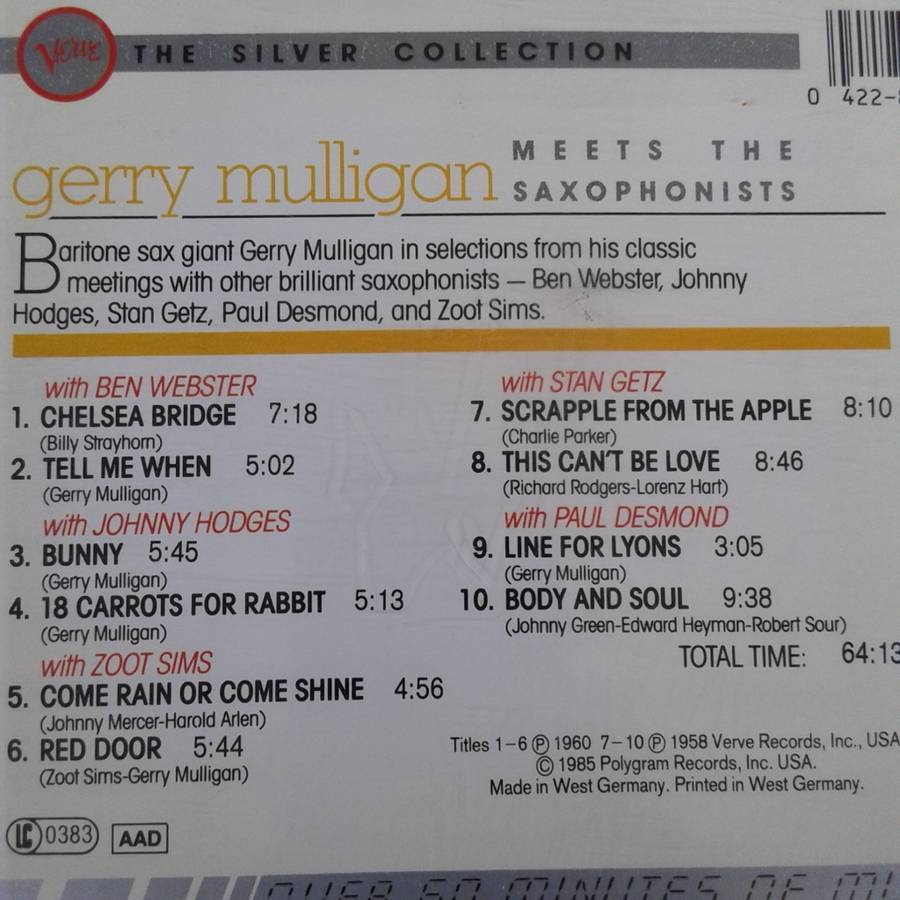 Verve THE SILVER COLLECTION
0 422-8
gerry mulligan MEETS THE
SAXOPHONISTS
Baritone sax giant Gerry Mulligan in selections from his classic
meetings with other brilliant saxophonists — Ben Webster, Johnny
Hodges, Stan Getz, Paul Desmond, and Zoot Sims.
with BEN WEBSTER
1. CHELSEA BRIDGE 7:18
(Billy Strayhorn)
2. TELL ME WHEN 5:02
(Gerry Mulligan)
with JOHNNY HODGES
3. BUNNY 5:45
(Gerry Mulligan)
4. 18 CARROTS FOR RABBIT 5:13
(Gerry Mulligan)
with ZOOT SIMS
5. COME RAIN OR COME SHINE 4:56
(Johnny Mercer-Harold Arlen)
6. RED DOOR 5:44
(Zoot Sims-Gerry Mulligan)
with STAN GETZ
7. SCRAPPLE FROM THE APPLE 8:10
(Charlie Parker)
8. THIS CAN'T BE LOVE 8:46
(Richard Rodgers-Lorenz Hart)
with PAUL DESMOND
9. LINE FOR LYONS 3:05
(Gerry Mulligan)
10. BODY AND SOUL 9:38
(Johnny Green-Edward Heyman-Robert Sour)
TOTAL TIME: 64:13
Titles 1–6 ℗ 1960 7–10 ℗ 1958 Verve Records, Inc., USA
© 1985 Polygram Records, Inc. USA.
Made in West Germany. Printed in West Germany.
LC 0383 AAD
OVER 60 MINUTES OF MU